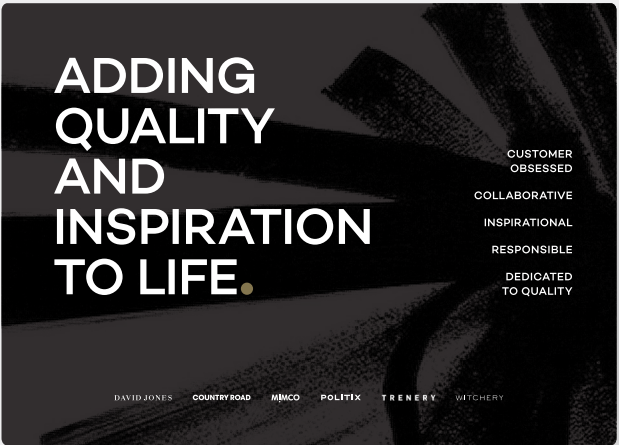 ADDING
QUALITY
AND
INSPIRATION
TO LIFE.
CUSTOMER
OBSESSED
COLLABORATIVE
INSPIRATIONAL
RESPONSIBLE
DEDICATED
TO QUALITY
DAVID JONES COUNTRY ROAD MIMCO POLITIX TRENERY WITCHERY